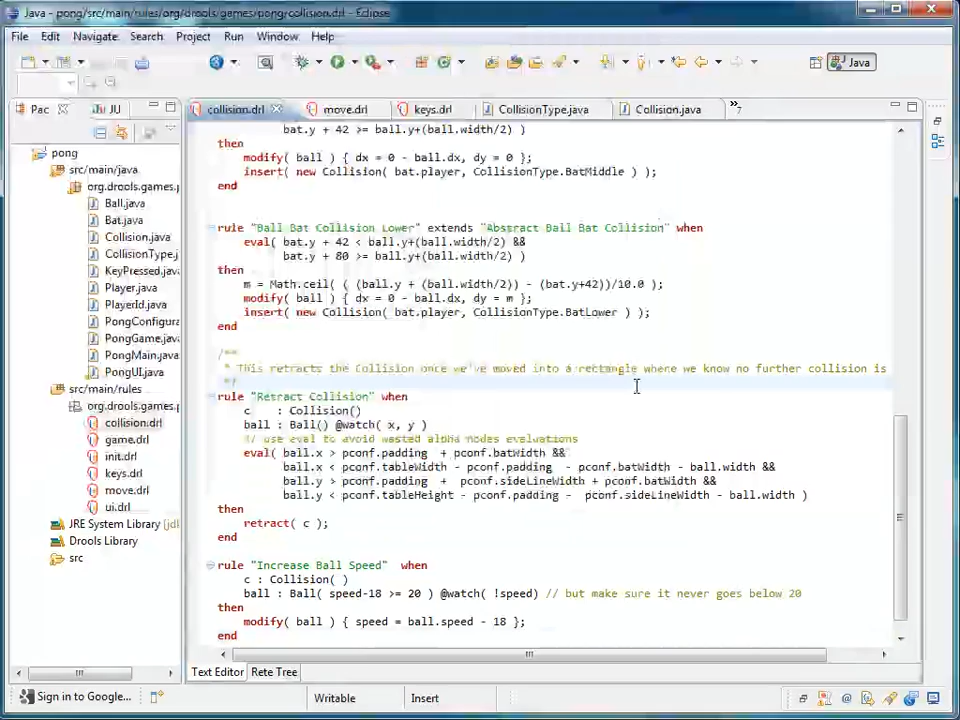 Java - pong/src/main/rules/org/drools/games/pong/collision.drl - Eclipse
File Edit Navigate Search Project Run Window Help
Java
Pac JU
collision.drl move.drl keys.drl CollisionType.java Collision.java »7
pong
src/main/java
org.drools.games.p
Ball.java
Bat.java
Collision.java
CollisionType.j
KeyPressed.java
Player.java
PlayerId.java
PongConfigura
PongGame.java
PongMain.java
PongUI.java
src/main/rules
org.drools.games.p
collision.drl
game.drl
init.drl
keys.drl
move.drl
ui.drl
JRE System Library [jd
Drools Library
src
bat.y + 42 >= ball.y+(ball.width/2) )
then
modify( ball ) { dx = 0 - ball.dx, dy = 0 };
insert( new Collision( bat.player, CollisionType.BatMiddle ) );
end
rule "Ball Bat Collision Lower" extends "Abstract Ball Bat Collision" when
eval( bat.y + 42 < ball.y+(ball.width/2) &&
bat.y + 80 >= ball.y+(ball.width/2) )
then
m = Math.ceil( ( (ball.y + (ball.width/2)) - (bat.y+42))/10.0 );
modify( ball ) { dx = 0 - ball.dx, dy = m };
insert( new Collision( bat.player, CollisionType.BatLower ) );
end
/**
* This retracts the Collision once we've moved into a rectangle where we know no further collision is
*/
rule "Retract Collision" when
c : Collision()
ball : Ball() @watch( x, y )
// use eval to avoid wasted alpha nodes evaluations
eval( ball.x > pconf.padding + pconf.batWidth &&
ball.x < pconf.tableWidth - pconf.padding - pconf.batWidth - ball.width &&
ball.y > pconf.padding + pconf.sideLineWidth + pconf.batWidth &&
ball.y < pconf.tableHeight - pconf.padding - pconf.sideLineWidth - ball.width )
then
retract( c );
end
rule "Increase Ball Speed" when
c : Collision( )
ball : Ball( speed-18 >= 20 ) @watch( !speed) // but make sure it never goes below 20
then
modify( ball ) { speed = ball.speed - 18 };
end
Text Editor Rete Tree
Sign in to Google... Writable Insert